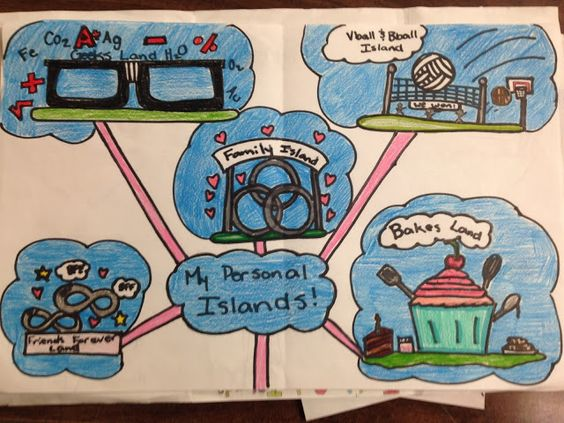 Fe CO2 A+ Ag − %
Geeks Land H2O
O2
+
Vball & Bball
Island
We won!
Family Island
Bakes Land
My Personal
Islands!
BFF
BFF
Friends Forever
Land